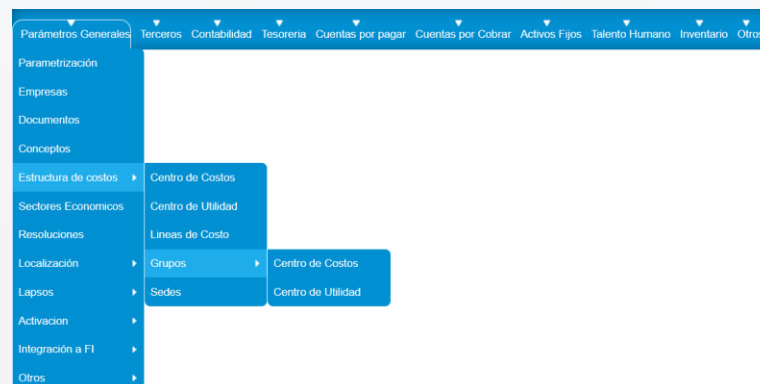 Parámetros Generales Terceros Contabilidad Tesoreria Cuentas por pagar Cuentas por Cobrar Activos Fijos Talento Humano Inventario Otros
Parametrización
Empresas
Documentos
Conceptos
Estructura de costos Centro de Costos
Sectores Economicos Centro de Utilidad
Resoluciones Lineas de Costo
Localización Grupos Centro de Costos
Lapsos Sedes Centro de Utilidad
Activacion
Integración a FI
Otros